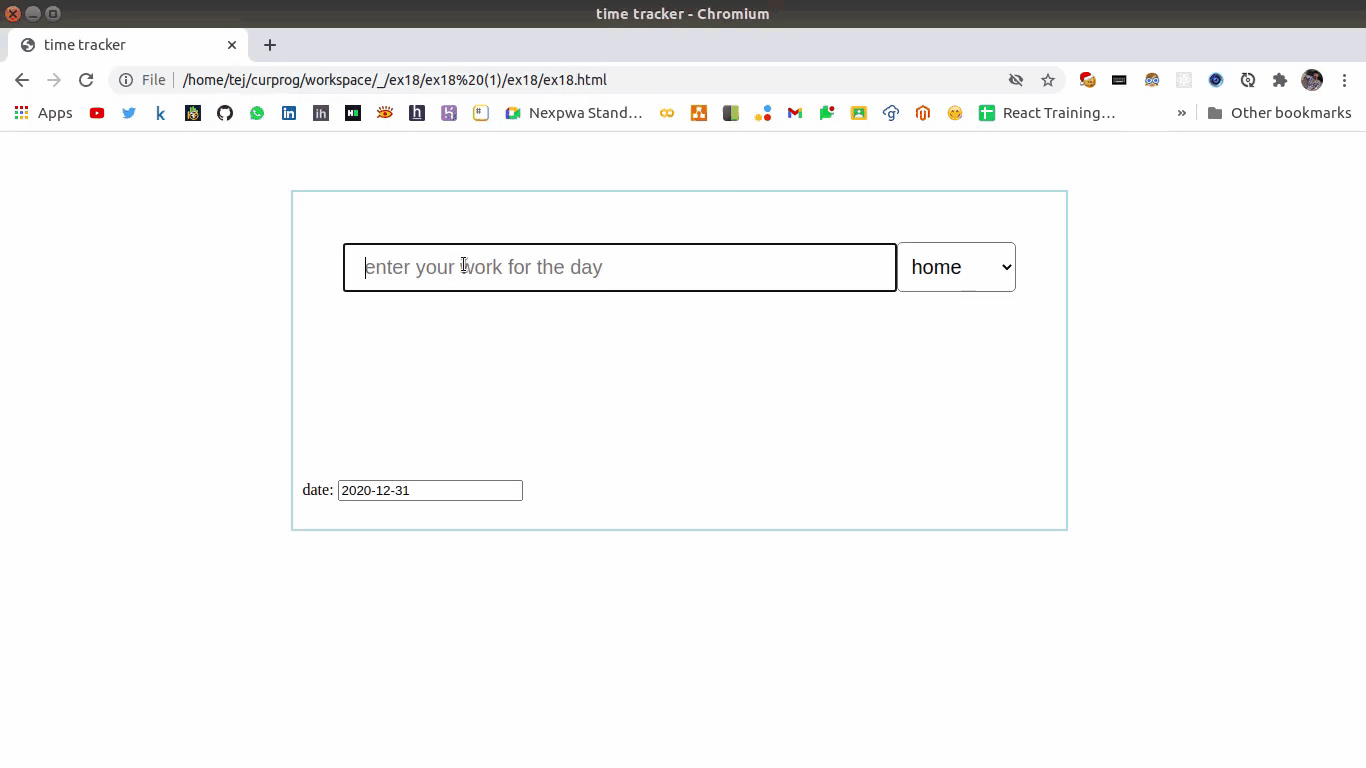 time tracker - Chromium
time tracker
File /home/tej/curprog/workspace/_/ex18/ex18%20(1)/ex18/ex18.html
Apps k ih H h # Nexpwa Stand… React Training… » Other bookmarks
enter your work for the day home
date: 2020-12-31